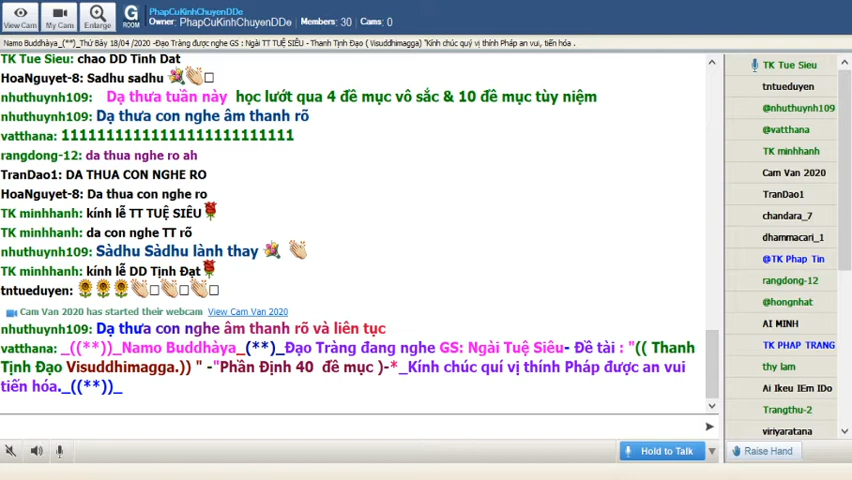 View Cam
My Cam
Enlarge
G
ROOM
PhapCuKinhChuyenDDe
Owner: PhapCuKinhChuyenDDe Members: 30 Cams: 0
Namo Buddhàya_(**)_Thứ Bảy 18/04 /2020 -Đạo Tràng được nghe GS : Ngài TT TUỆ SIÊU - Thanh Tịnh Đạo ( Visuddhimagga) "Kính chúc quý vị thính Pháp an vui, tiến hóa .
TK Tue Sieu: chao DD Tinh Dat
HoaNguyet-8: Sadhu sadhu
nhuthuynh109: Dạ thưa tuần này học lướt qua 4 đề mục vô sắc & 10 đề mục tùy niệm
nhuthuynh109: Dạ thưa con nghe âm thanh rõ
vatthana: 11111111111111111111111111111
rangdong-12: da thua nghe ro ah
TranDao1: DA THUA CON NGHE RO
HoaNguyet-8: Da thua con nghe ro
TK minhhanh: kính lễ TT TUỆ SIÊU
TK minhhanh: da con nghe TT rõ
nhuthuynh109: Sàdhu Sàdhu lành thay
TK minhhanh: kính lễ DD Tịnh Đạt
tntueduyen:
Cam Van 2020 has started their webcam View Cam Van 2020
nhuthuynh109: Dạ thưa con nghe âm thanh rõ và liên tục
vatthana: _((**))_Namo Buddhàya_(**)_Đạo Tràng đang nghe GS: Ngài Tuệ Siêu- Đề tài : "(( Thanh
Tịnh Đạo Visuddhimagga.)) " -"Phần Định 40 đề mục )-*_Kính chúc quí vị thính Pháp được an vui
tiến hóa._((**))_
TK Tue Sieu
tntueduyen
@nhuthuynh109
@vatthana
TK minhhanh
Cam Van 2020
TranDao1
chandara_7
dhammacari_1
@TK Phap Tin
rangdong-12
@hongnhat
AI MINH
TK PHAP TRANG
thy lam
Ai Ikeu IEm IDo
Trangthu-2
viriyaratana
Hold to Talk
Raise Hand